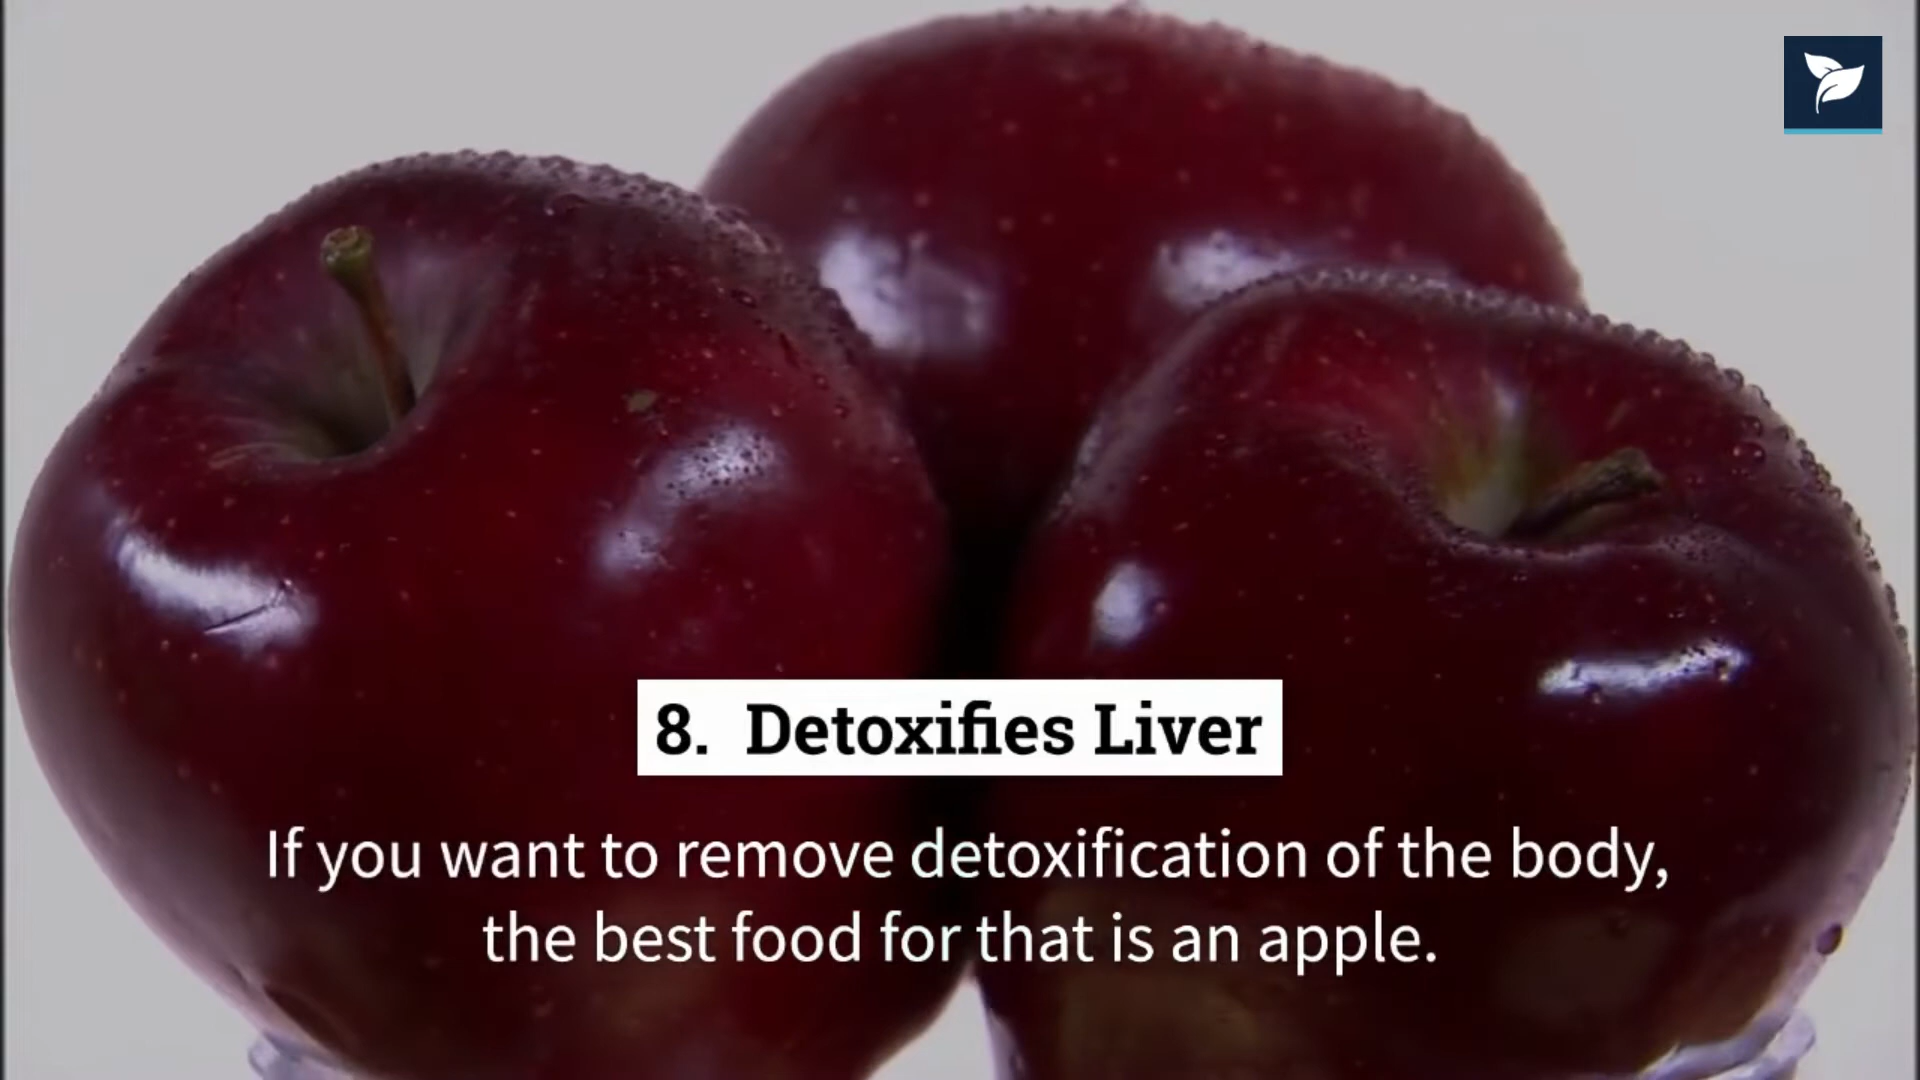 8. Detoxifies Liver
If you want to remove detoxification of the body,
the best food for that is an apple.